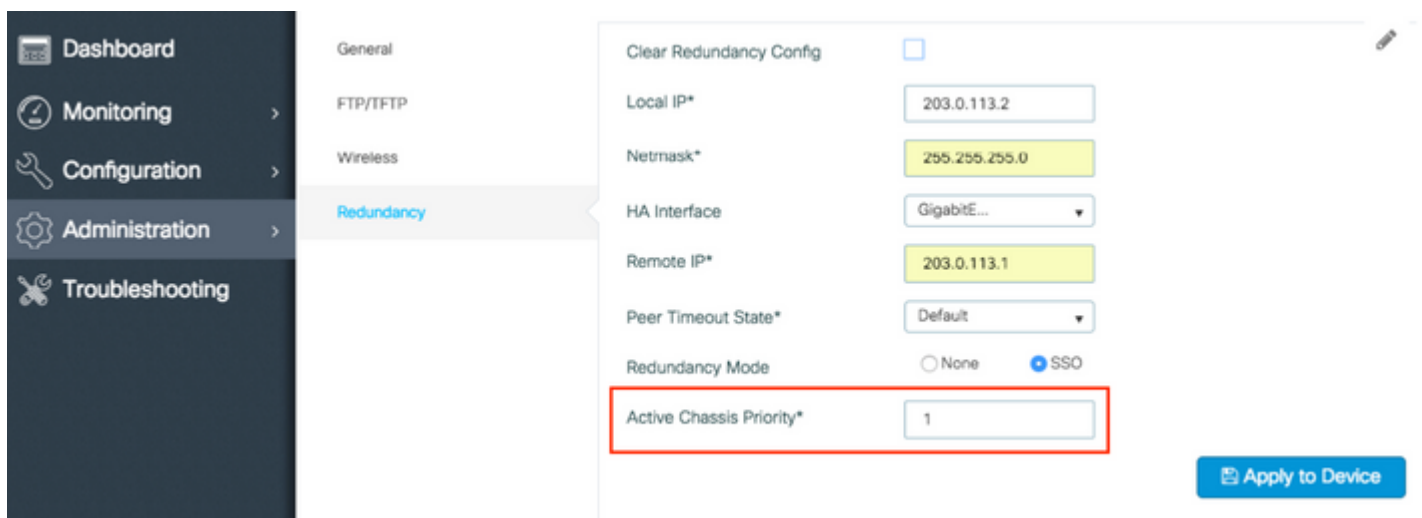 Dashboard
Monitoring
Configuration
Administration
Troubleshooting
General
FTP/TFTP
Wireless
Redundancy
Clear Redundancy Config
Local IP* 203.0.113.2
Netmask* 255.255.255.0
HA Interface GigabitE...
Remote IP* 203.0.113.1
Peer Timeout State* Default
Redundancy Mode None SSO
Active Chassis Priority* 1
Apply to Device